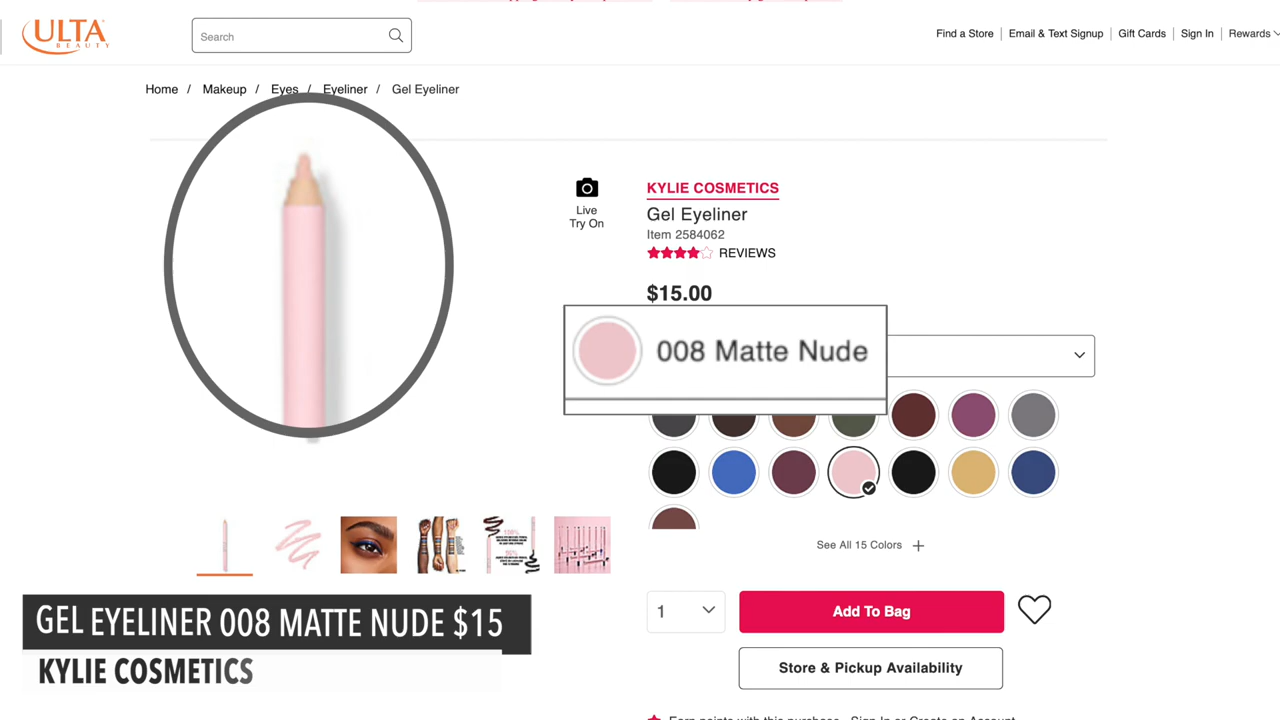 ULTA
BEAUTY
Search
Find a Store
Email & Text Signup
Gift Cards
Sign In
Rewards
Home / Makeup / Eyes / Eyeliner / Gel Eyeliner
Live
Try On
KYLIE COSMETICS
Gel Eyeliner
Item 2584062
REVIEWS
$15.00
008 Matte Nude
See All 15 Colors
1
Add To Bag
Store & Pickup Availability
GEL EYELINER 008 MATTE NUDE $15
KYLIE COSMETICS